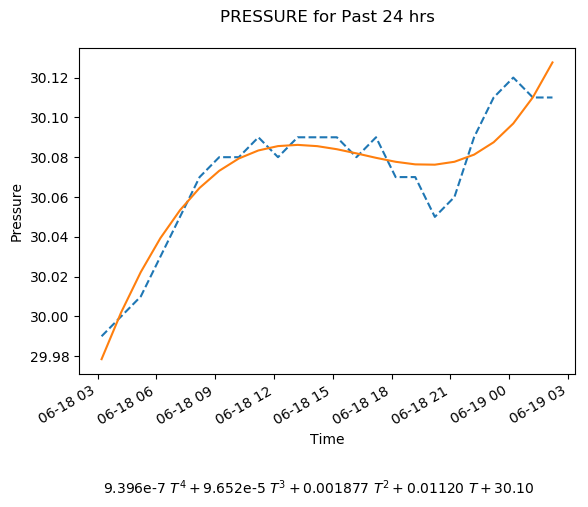 PRESSURE for Past 24 hrs
Pressure
30.12
30.10
30.08
30.06
30.04
30.02
30.00
29.98
06-18 03 06-18 06 06-18 09 06-18 12 06-18 15 06-18 18 06-18 21 06-19 00 06-19 03
Time
9.396e-7 T⁴ + 9.652e-5 T³ + 0.001877 T² + 0.01120 T + 30.10